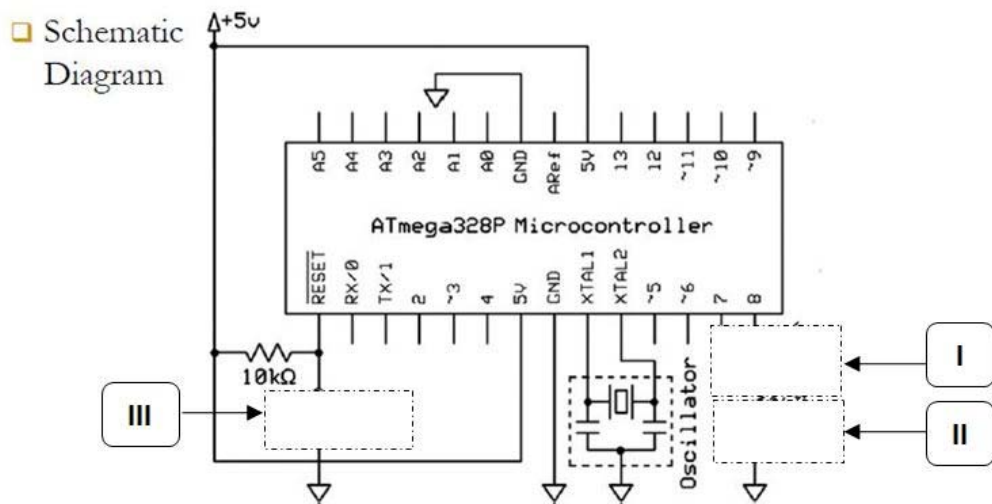 Schematic
Diagram
+5v
A5 A4 A3 A2 A1 A0 GND ARef 5V 13 12 ~11 ~10 ~9
ATmega328P Microcontroller
RESET RX/0 TX/1 2 ~3 4 5V GND XTAL1 XTAL2 ~5 ~6 7 8
10kΩ
Oscillator
I
II
III